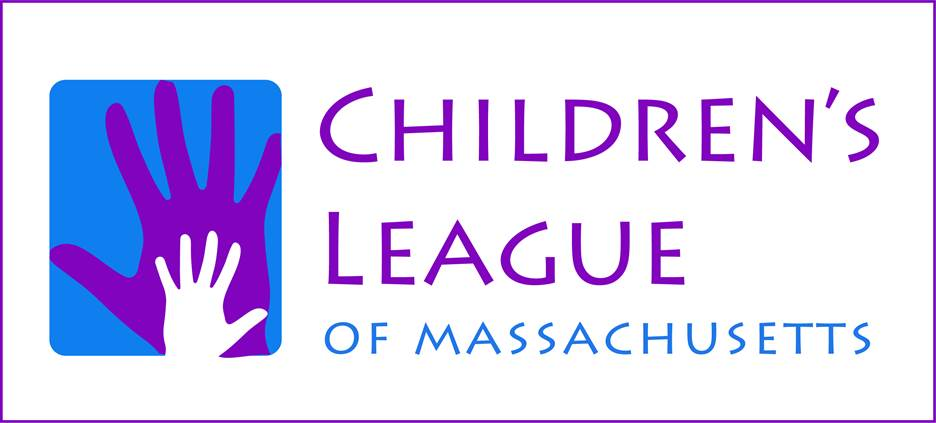 CHILDREN’S
LEAGUE
OF MASSACHUSETTS